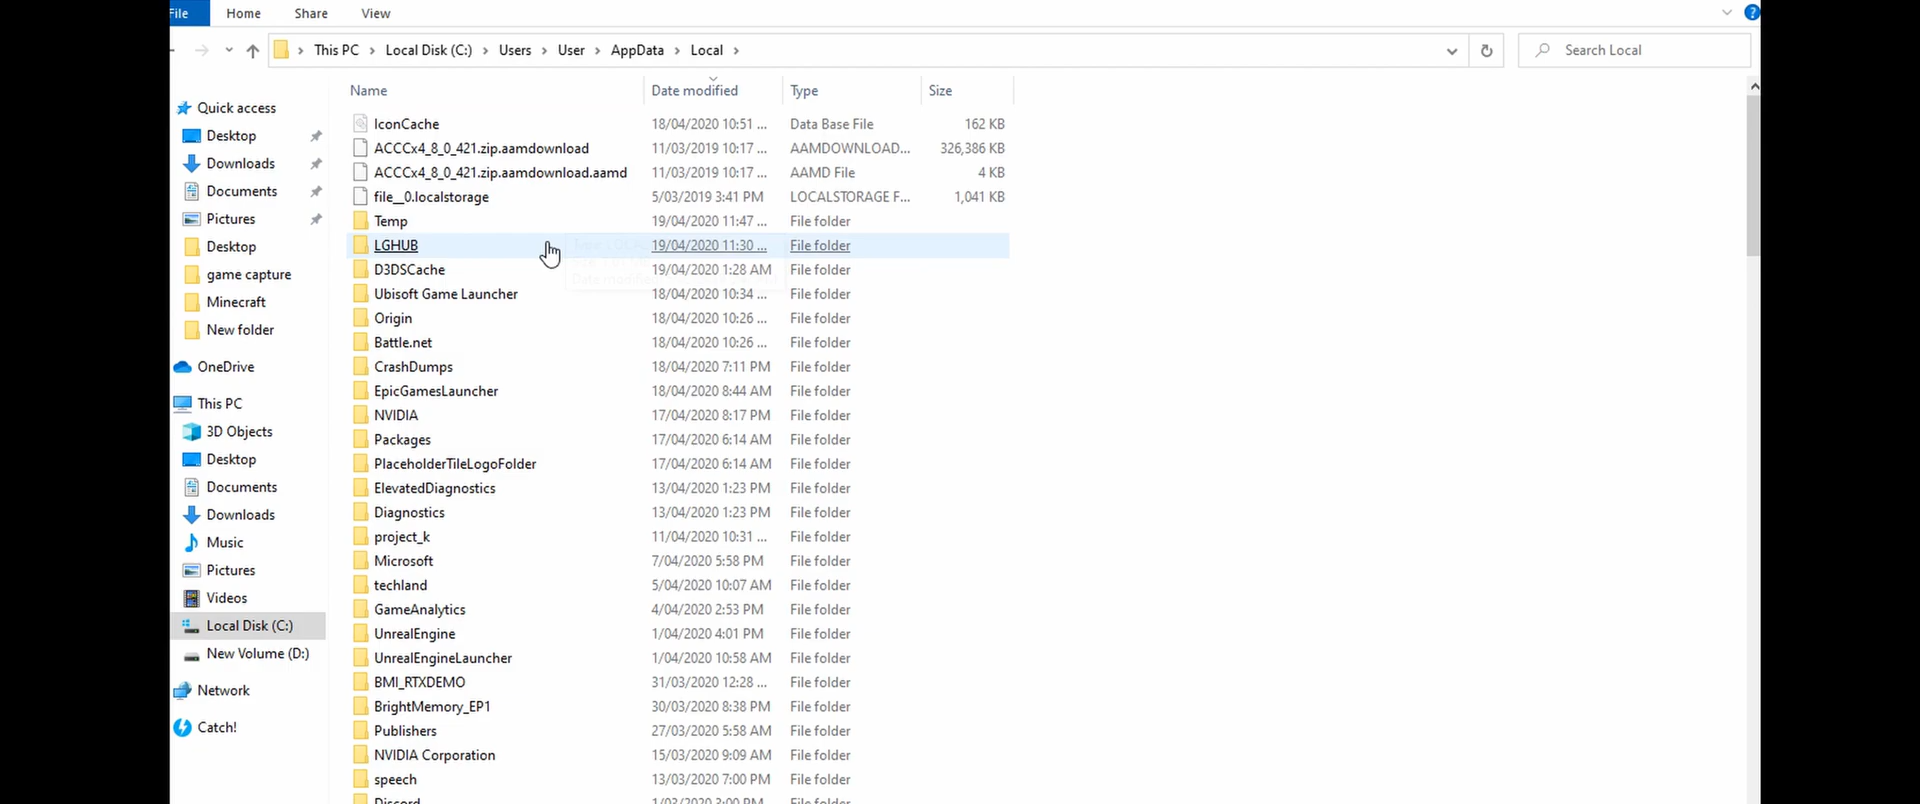 File Home Share View
This PC Local Disk (C:) Users User AppData Local
Search Local
Name Date modified Type Size
Quick access
Desktop
Downloads
Documents
Pictures
Desktop
game capture
Minecraft
New folder
OneDrive
This PC
3D Objects
Desktop
Documents
Downloads
Music
Pictures
Videos
Local Disk (C:)
New Volume (D:)
Network
Catch!
IconCache 18/04/2020 10:51 ... Data Base File 162 KB
ACCCx4_8_0_421.zip.aamdownload 11/03/2019 10:17 ... AAMDOWNLOAD... 326,386 KB
ACCCx4_8_0_421.zip.aamdownload.aamd 11/03/2019 10:17 ... AAMD File 4 KB
file__0.localstorage 5/03/2019 3:41 PM LOCALSTORAGE F... 1,041 KB
Temp 19/04/2020 11:47 ... File folder
LGHUB 19/04/2020 11:30 ... File folder
D3DSCache 19/04/2020 1:28 AM File folder
Ubisoft Game Launcher 18/04/2020 10:34 ... File folder
Origin 18/04/2020 10:26 ... File folder
Battle.net 18/04/2020 10:26 ... File folder
CrashDumps 18/04/2020 7:11 PM File folder
EpicGamesLauncher 18/04/2020 8:44 AM File folder
NVIDIA 17/04/2020 8:17 PM File folder
Packages 17/04/2020 6:14 AM File folder
PlaceholderTileLogoFolder 17/04/2020 6:14 AM File folder
ElevatedDiagnostics 13/04/2020 1:23 PM File folder
Diagnostics 13/04/2020 1:23 PM File folder
project_k 11/04/2020 10:31 ... File folder
Microsoft 7/04/2020 5:58 PM File folder
techland 5/04/2020 10:07 AM File folder
GameAnalytics 4/04/2020 2:53 PM File folder
UnrealEngine 1/04/2020 4:01 PM File folder
UnrealEngineLauncher 1/04/2020 10:58 AM File folder
BMI_RTXDEMO 31/03/2020 12:28 ... File folder
BrightMemory_EP1 30/03/2020 8:38 PM File folder
Publishers 27/03/2020 5:58 AM File folder
NVIDIA Corporation 15/03/2020 9:09 AM File folder
speech 13/03/2020 7:00 PM File folder
Discord 1/03/2020 3:00 PM File folder